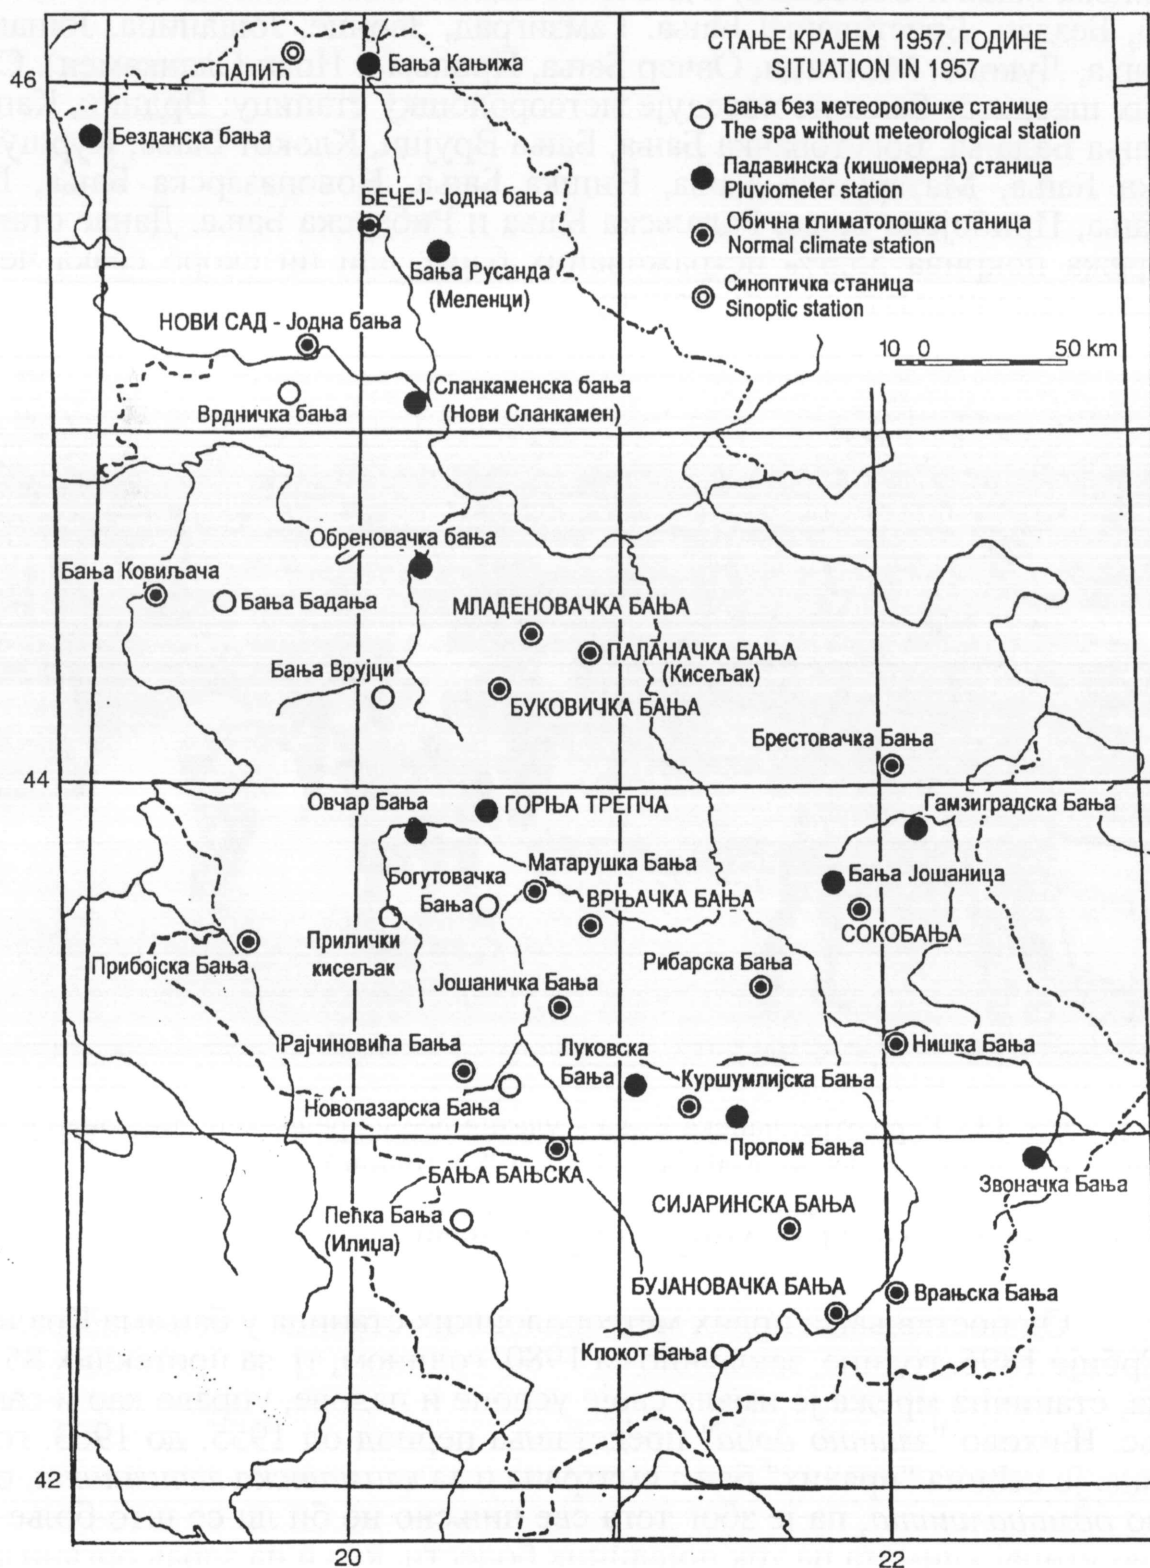 СТАЊЕ КРАЈЕМ 1957. ГОДИНЕ
SITUATION IN 1957.
Бања без метеоролошке станице
The spa without meteorological station
Падавинска (кишомерна) станица
Pluviometer station
Обична климатолошка станица
Normal climate station
Синоптичка станица
Sinoptic station
10 0 50 km
46
ПАЛИЋ
Бања Кањижа
Безданска бања
БЕЧЕЈ- Јодна бања
Бања Русанда
(Меленци)
НОВИ САД - Јодна бања
Врдничка бања
Сланкаменска бања
(Нови Сланкамен)
Обреновачка бања
Бања Ковиљача
Бања Бадања
МЛАДЕНОВАЧКА БАЊА
ПАЛАНАЧКА БАЊА
(Кисељак)
Бања Врујци
БУКОВИЧКА БАЊА
Брестовачка Бања
44
Овчар Бања
ГОРЊА ТРЕПЧА
Гамзиградска Бања
Матарушка Бања
Богутовачка
Бања
ВРЊАЧКА БАЊА
Бања Јошаница
СОКОБАЊА
Прилички
кисељак
Прибојска Бања
Јошаничка Бања
Рибарска Бања
Рајчиновића Бања
Луковска
Бања
Нишка Бања
Куршумлијска Бања
Новопазарска Бања
Пролом Бања
БАЊА БАЊСКА
Звоначка Бања
Пећка Бања
(Илиџа)
СИЈАРИНСКА БАЊА
БУЈАНОВАЧКА БАЊА
Врањска Бања
Клокот Бања
42
20
22